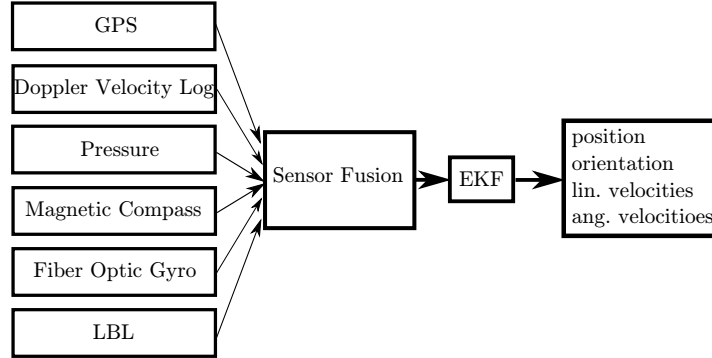 GPS
Doppler Velocity Log
Pressure
Magnetic Compass
Fiber Optic Gyro
LBL
Sensor Fusion
EKF
position
orientation
lin. velocities
ang. velocitioes